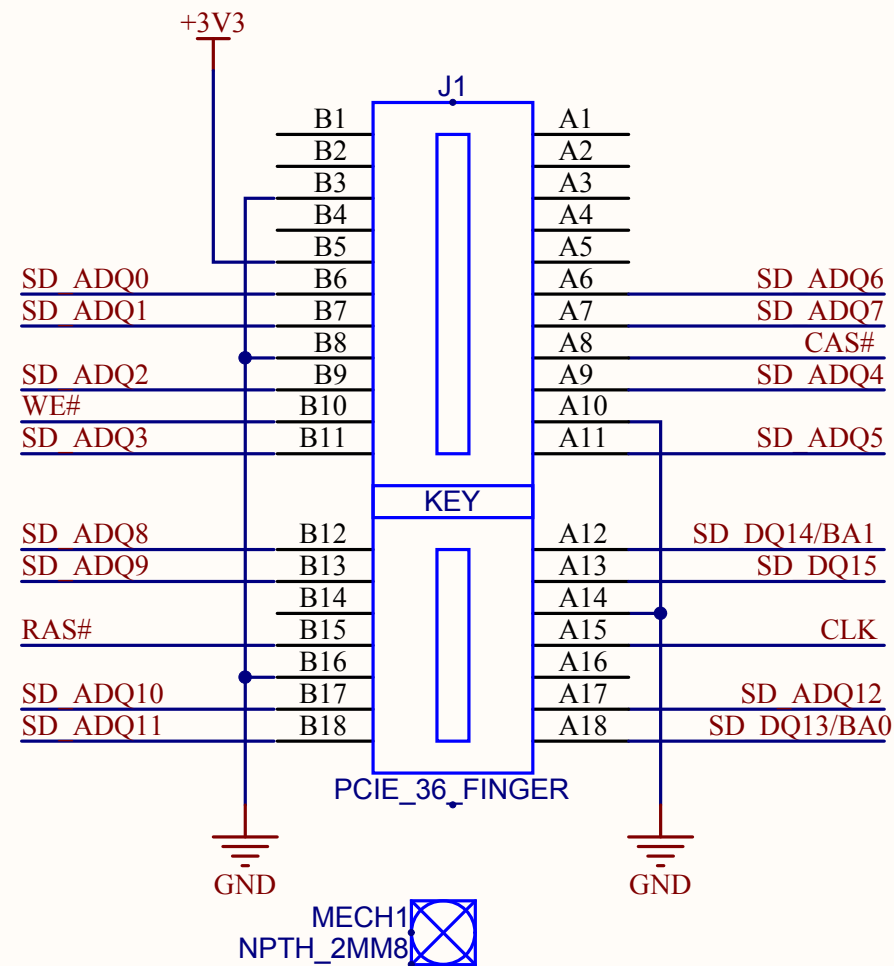 +3V3
J1
B1 A1
B2 A2
B3 A3
B4 A4
B5 A5
SD_ADQ0 B6 A6 SD_ADQ6
SD_ADQ1 B7 A7 SD_ADQ7
B8 A8 CAS#
SD_ADQ2 B9 A9 SD_ADQ4
WE# B10 A10
SD_ADQ3 B11 A11 SD_ADQ5
KEY
SD_ADQ8 B12 A12 SD_DQ14/BA1
SD_ADQ9 B13 A13 SD_DQ15
B14 A14
RAS# B15 A15 CLK
B16 A16
SD_ADQ10 B17 A17 SD_ADQ12
SD_ADQ11 B18 A18 SD_DQ13/BA0
PCIE_36_FINGER
GND GND
MECH1
NPTH_2MM8